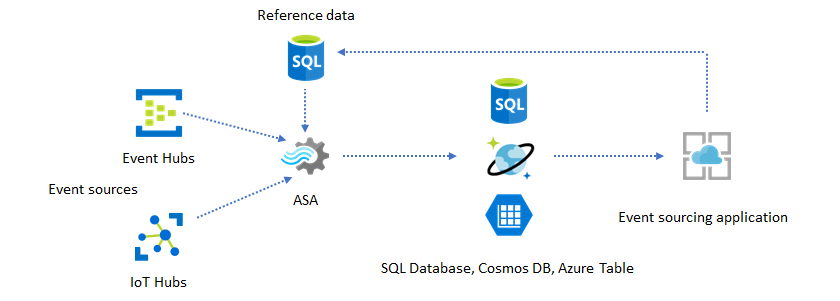 Reference data
SQL
SQL
Event Hubs
Event sources
ASA
Event sourcing application
SQL Database, Cosmos DB, Azure Table
IoT Hubs